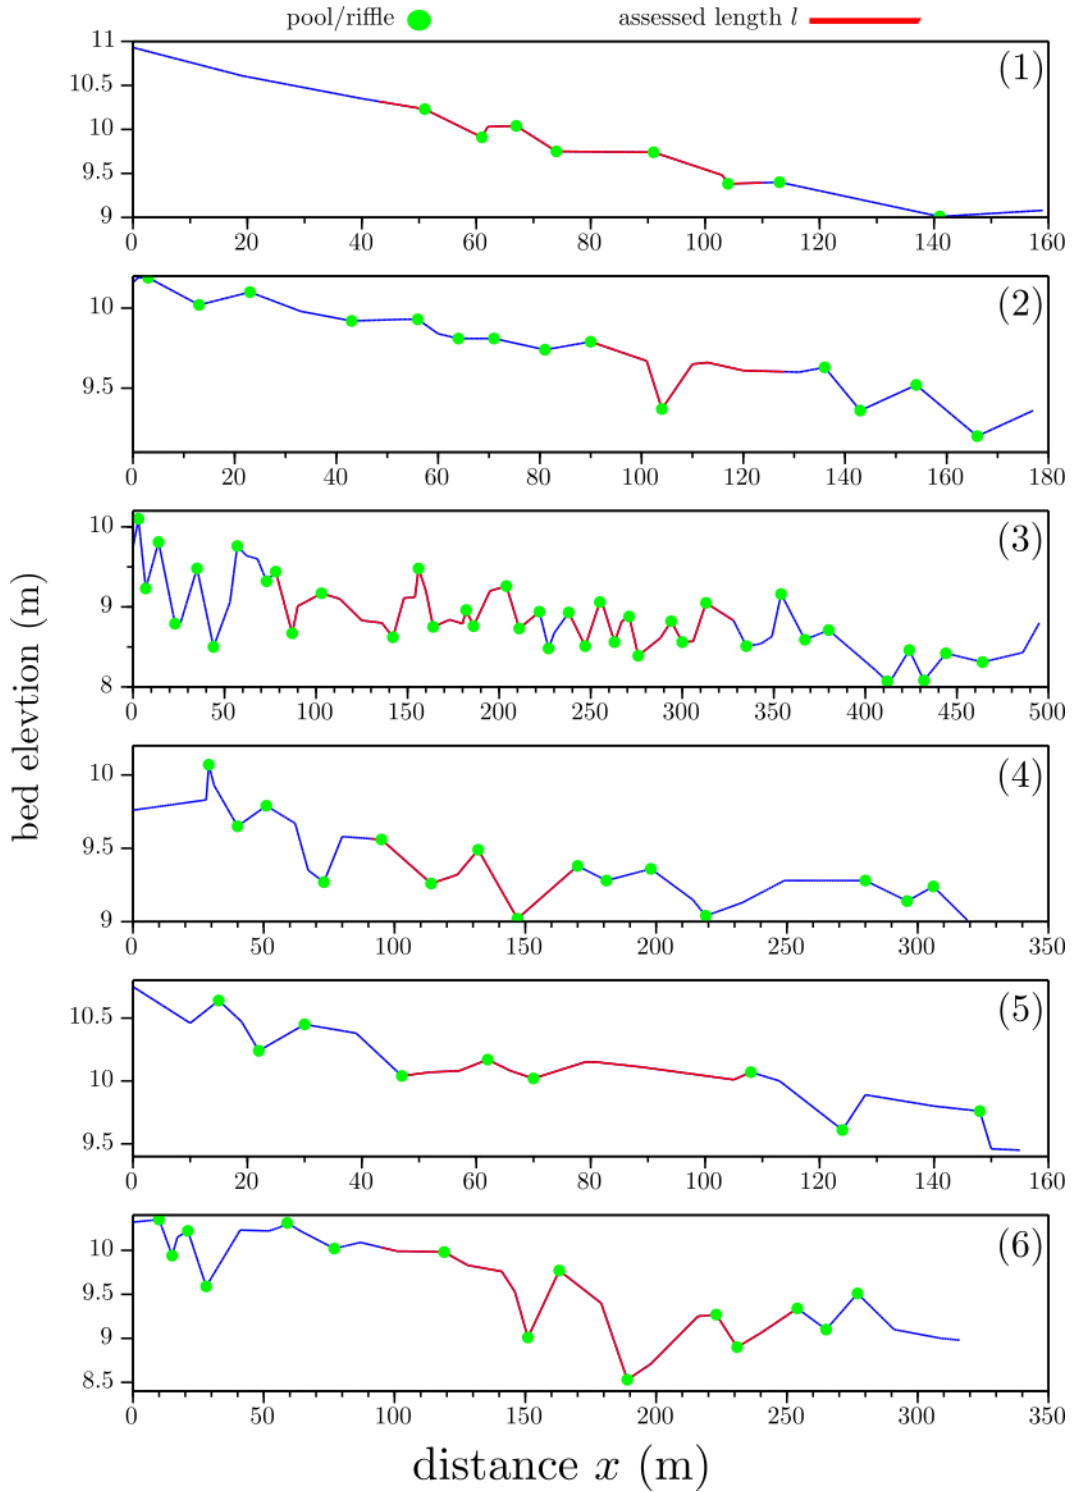 pool/riffle assessed length l
11
10.5
10
9.5
9
(1)
0 20 40 60 80 100 120 140 160
10
9.5
(2)
0 20 40 60 80 100 120 140 160 180
10
9
8
(3)
0 50 100 150 200 250 300 350 400 450 500
bed elevtion (m)
10
9.5
9
(4)
0 50 100 150 200 250 300 350
10.5
10
9.5
(5)
0 20 40 60 80 100 120 140 160
10
9.5
9
8.5
(6)
0 50 100 150 200 250 300 350
distance x (m)